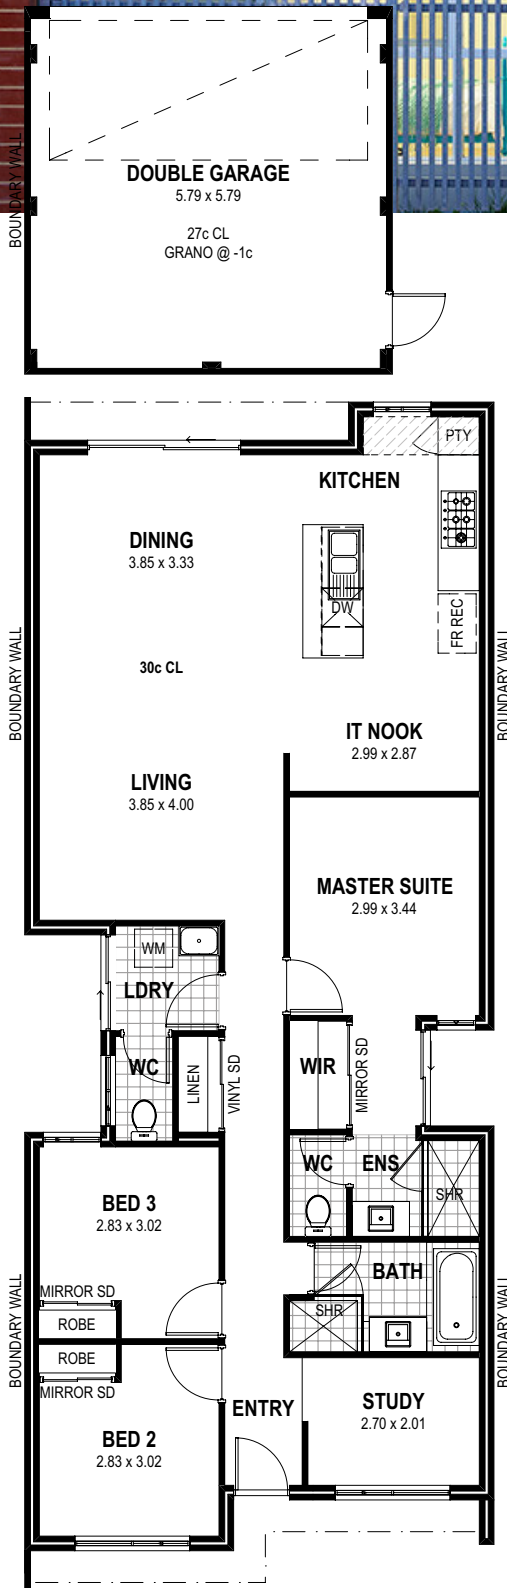 BOUNDARY WALL
DOUBLE GARAGE
5.79 x 5.79
27c CL
GRANO @ -1c
PTY
KITCHEN
DINING
3.85 x 3.33
DW
FR REC
30c CL
BOUNDARY WALL
BOUNDARY WALL
IT NOOK
2.99 x 2.87
LIVING
3.85 x 4.00
MASTER SUITE
2.99 x 3.44
WM
LDRY
WC
LINEN
VINYL SD
WIR
MIRROR SD
WC
ENS
SHR
BED 3
2.83 x 3.02
MIRROR SD
ROBE
BATH
SHR
BOUNDARY WALL
BOUNDARY WALL
ROBE
MIRROR SD
BED 2
2.83 x 3.02
ENTRY
STUDY
2.70 x 2.01